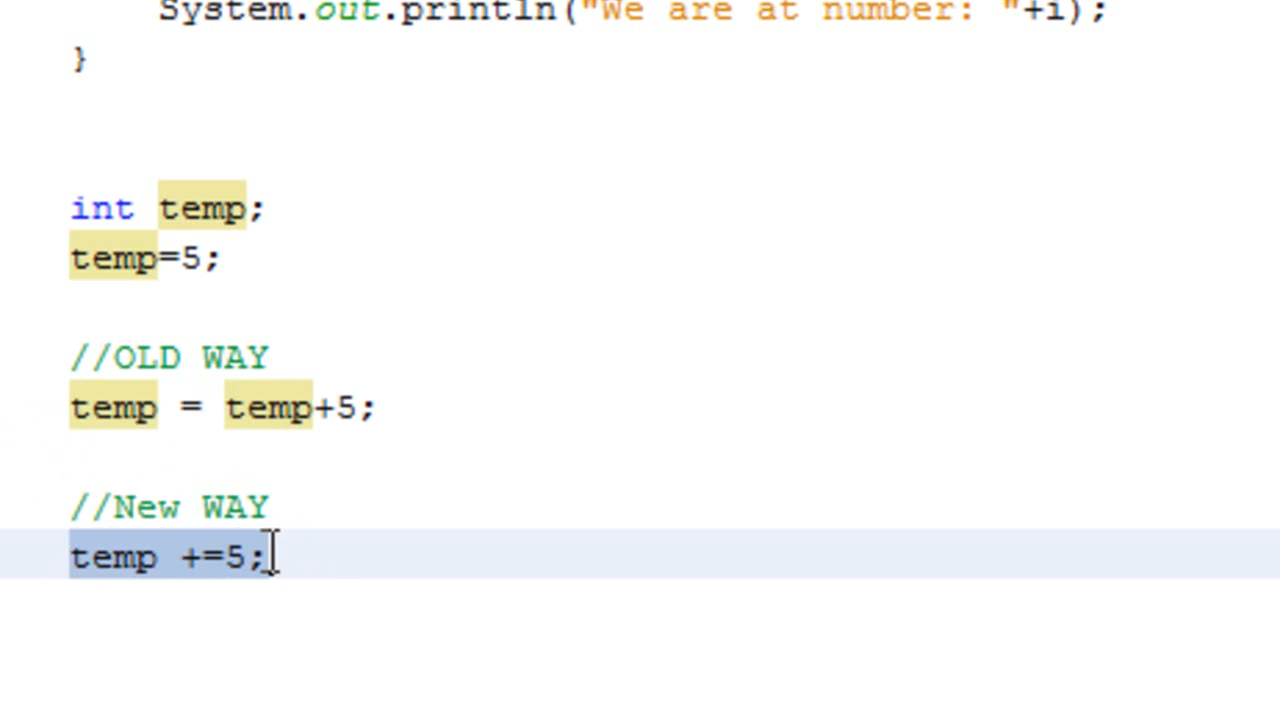 System.out.println("We are at number: "+i);
}
int temp;
temp=5;
//OLD WAY
temp = temp+5;
//New WAY
temp +=5;